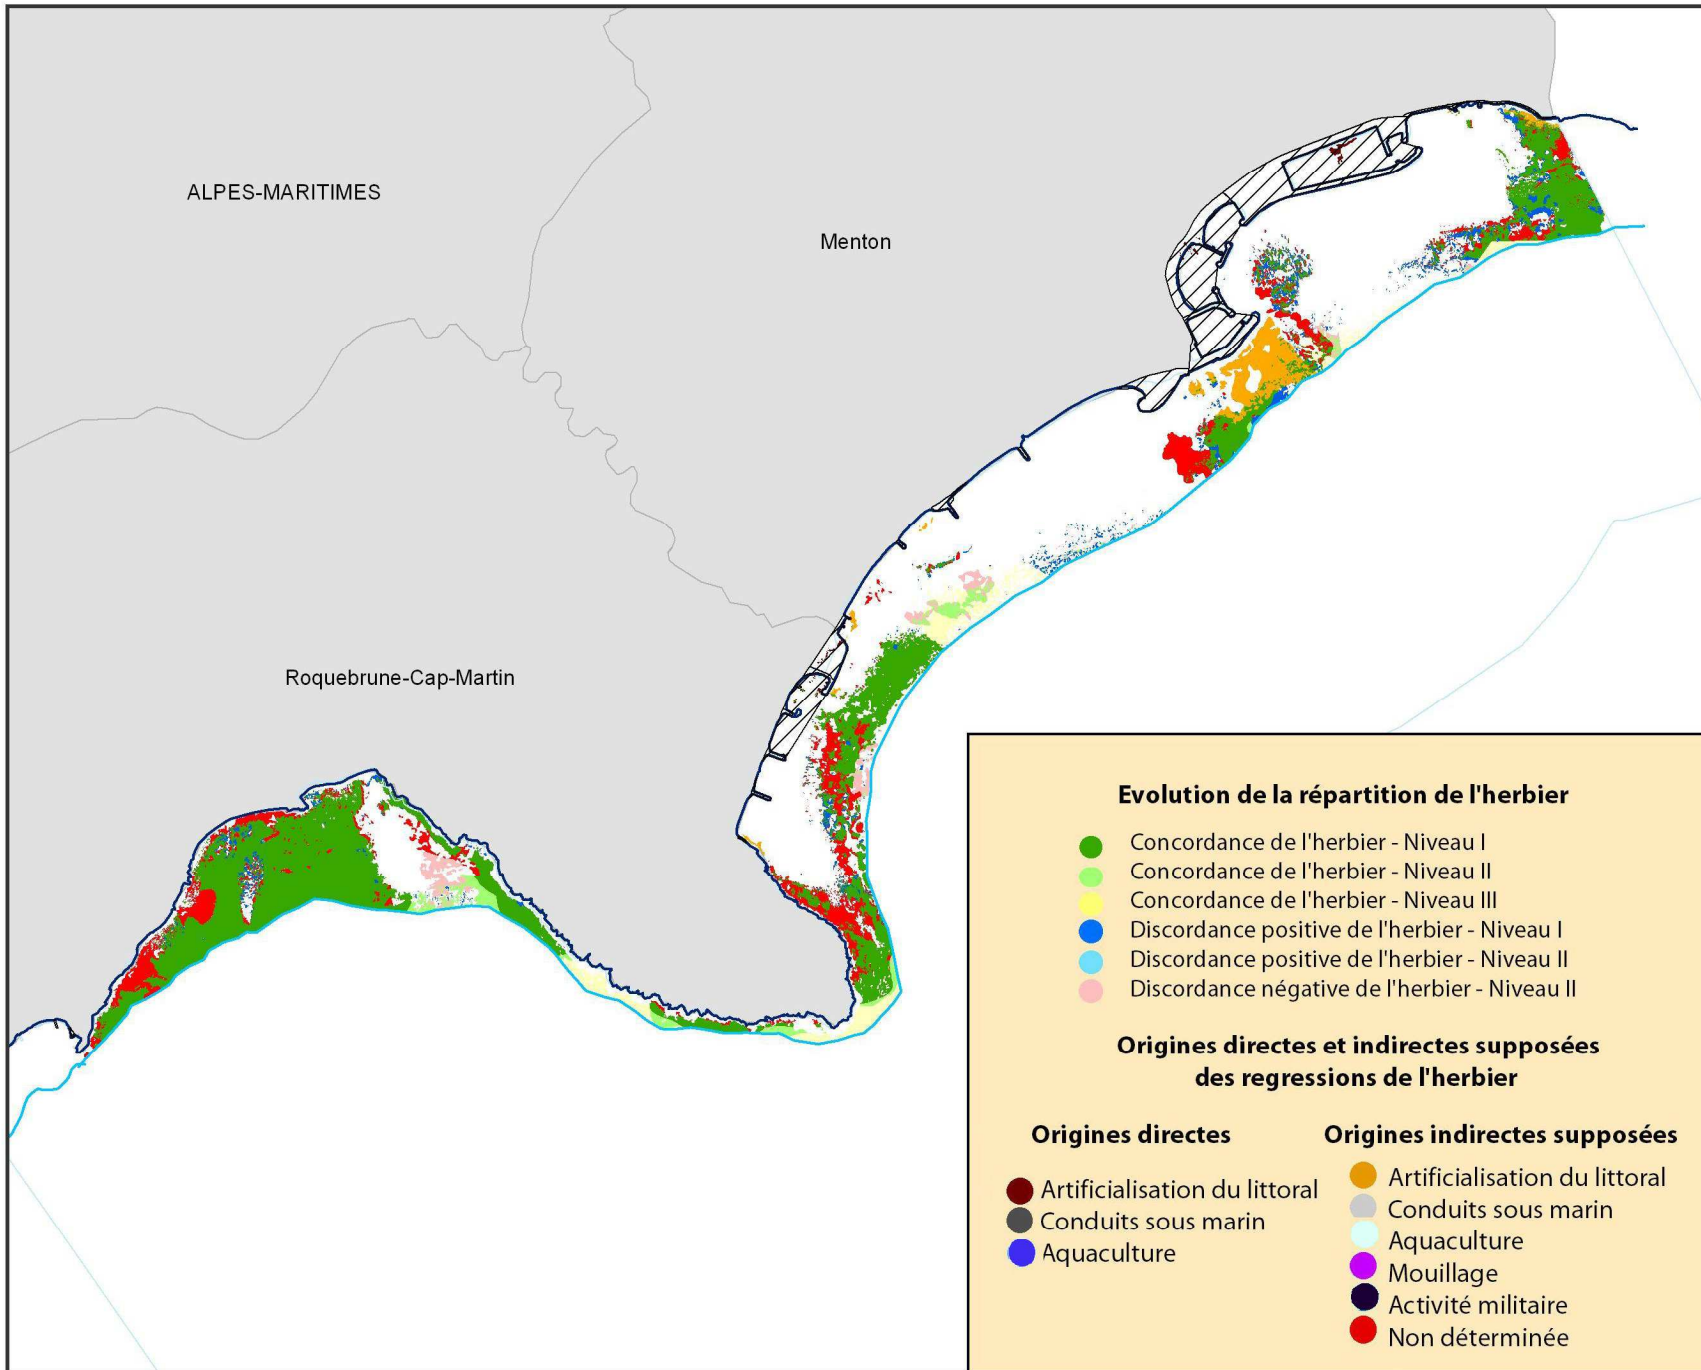 ALPES-MARITIMES
Menton
Roquebrune-Cap-Martin
Evolution de la répartition de l'herbier
Concordance de l'herbier - Niveau I
Concordance de l'herbier - Niveau II
Concordance de l'herbier - Niveau III
Discordance positive de l'herbier - Niveau I
Discordance positive de l'herbier - Niveau II
Discordance négative de l'herbier - Niveau II
Origines directes et indirectes supposées
des regressions de l'herbier
Origines directes
Artificialisation du littoral
Conduits sous marin
Aquaculture
Origines indirectes supposées
Artificialisation du littoral
Conduits sous marin
Aquaculture
Mouillage
Activité militaire
Non déterminée